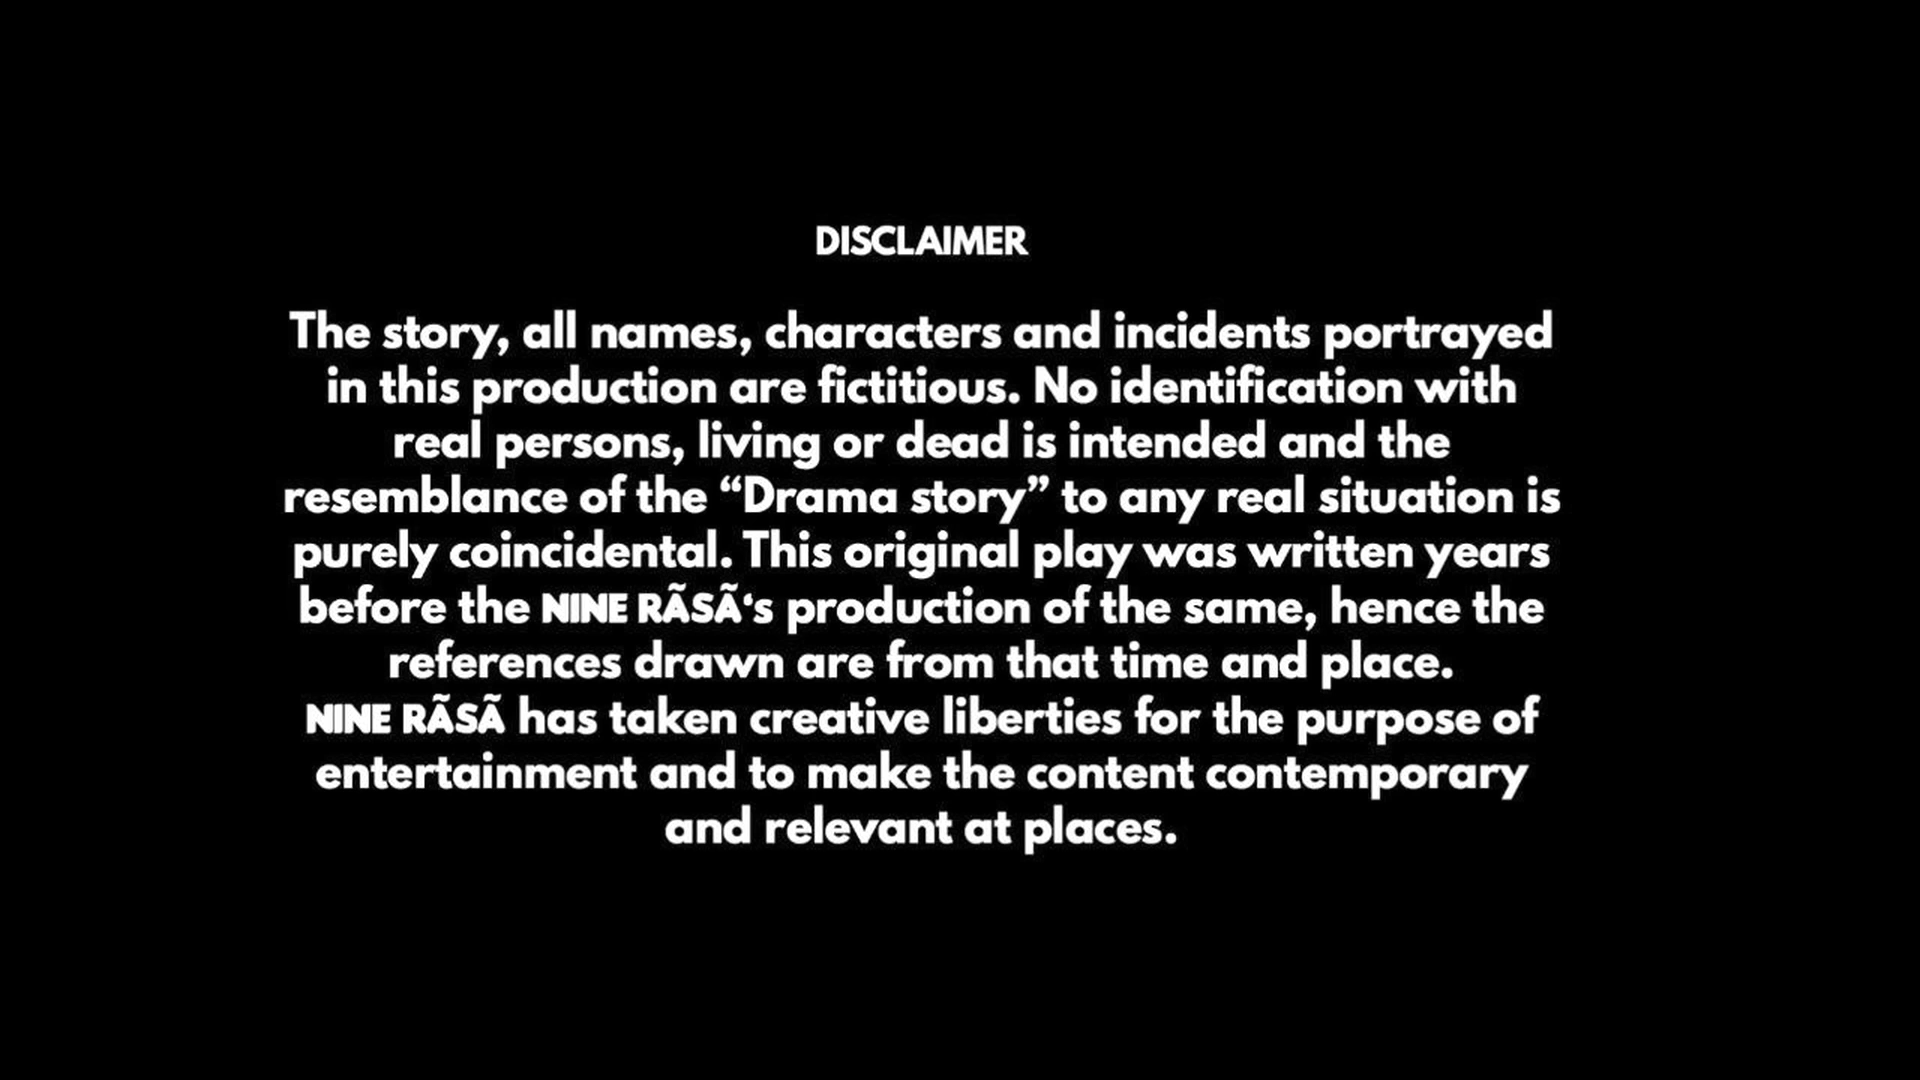 DISCLAIMER
The story, all names, characters and incidents portrayed
in this production are fictitious. No identification with
real persons, living or dead is intended and the
resemblance of the “Drama story” to any real situation is
purely coincidental. This original play was written years
before the NINE RÃSÃ‘s production of the same, hence the
references drawn are from that time and place.
NINE RÃSÃ has taken creative liberties for the purpose of
entertainment and to make the content contemporary
and relevant at places.